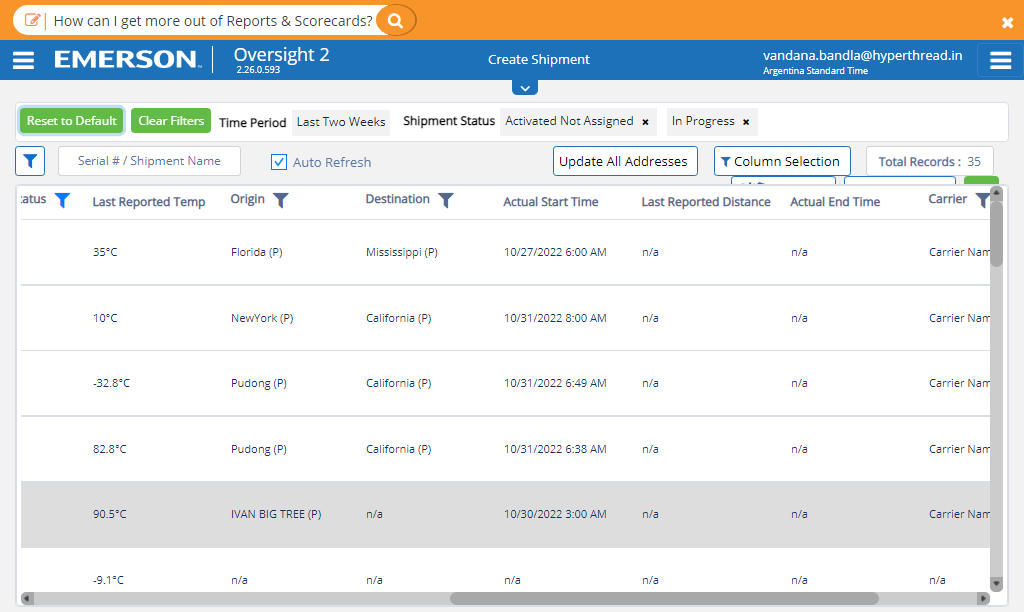 How can I get more out of Reports & Scorecards?
EMERSON™ Oversight 2 Create Shipment vandana.bandla@hyperthread.in
2.26.0.593 Argentina Standard Time
Reset to Default Clear Filters Time Period Last Two Weeks Shipment Status Activated Not Assigned × In Progress ×
Serial # / Shipment Name Auto Refresh Update All Addresses Column Selection Total Records : 35
tatus Last Reported Temp Origin Destination Actual Start Time Last Reported Distance Actual End Time Carrier
35°C Florida (P) Mississippi (P) 10/27/2022 6:00 AM n/a n/a Carrier Nam
10°C NewYork (P) California (P) 10/31/2022 8:00 AM n/a n/a Carrier Nam
-32.8°C Pudong (P) California (P) 10/31/2022 6:49 AM n/a n/a Carrier Nam
82.8°C Pudong (P) California (P) 10/31/2022 6:38 AM n/a n/a Carrier Nam
90.5°C IVAN BIG TREE (P) n/a 10/30/2022 3:00 AM n/a n/a Carrier Nam
-9.1°C n/a n/a n/a n/a n/a n/a